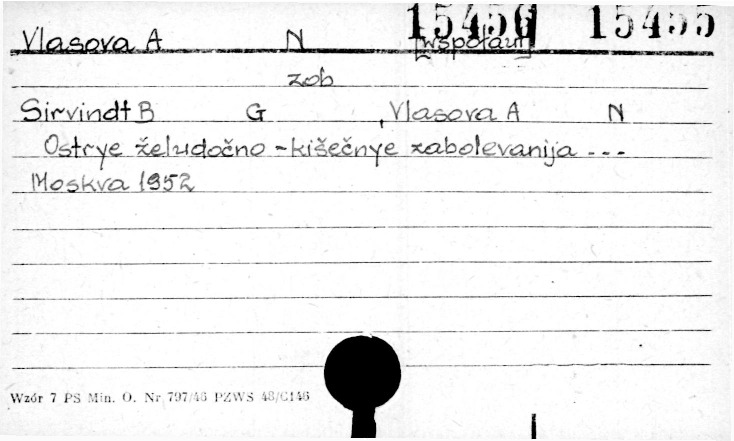 15456 15455
Vlasova A N [współaut]
zob
Sirvindt B G , Vlasova A N
Ostrye želudočno-kišečnye zabolevanija ---
Moskva 1952
Wzór 7 PS Min. O. Nr 797/46 PZWS 48/C146